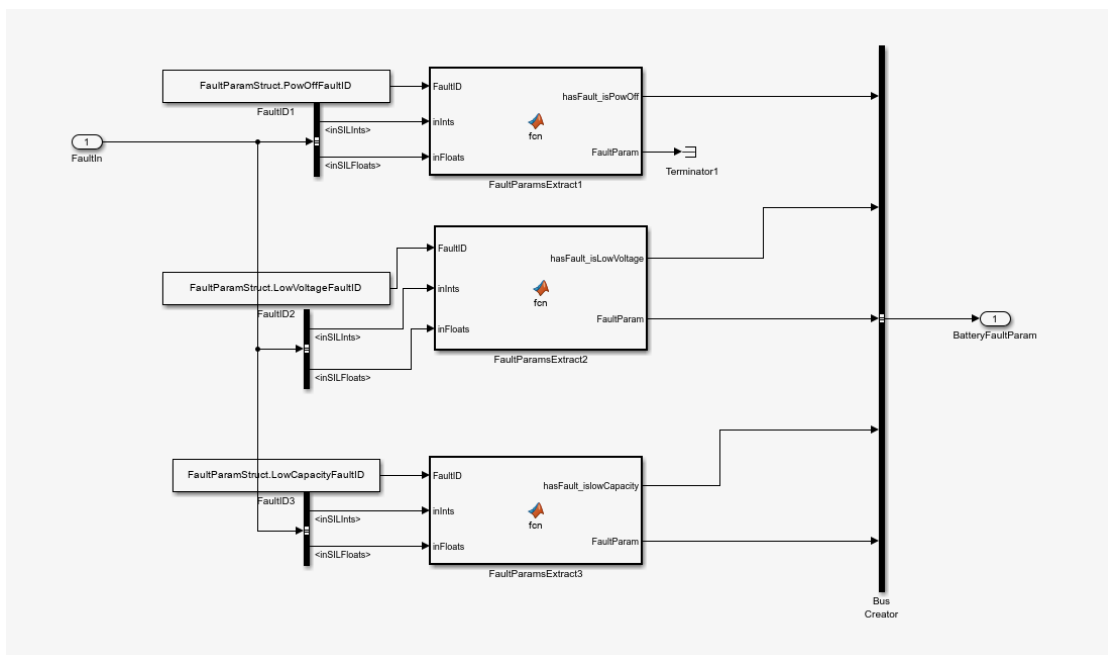 FaultParamStruct.PowOffFaultID
FaultID1
FaultID
inInts
inFloats
hasFault_isPowOff
FaultParam
fcn
FaultParamsExtract1
Terminator1
1
FaultIn
<inSILInts>
<inSILFloats>
FaultParamStruct.LowVoltageFaultID
FaultID2
<inSILInts>
<inSILFloats>
FaultID
inInts
inFloats
hasFault_isLowVoltage
FaultParam
fcn
FaultParamsExtract2
1
BatteryFaultParam
FaultParamStruct.LowCapacityFaultID
FaultID3
<inSILInts>
<inSILFloats>
FaultID
inInts
inFloats
hasFault_islowCapacity
FaultParam
fcn
FaultParamsExtract3
Bus
Creator